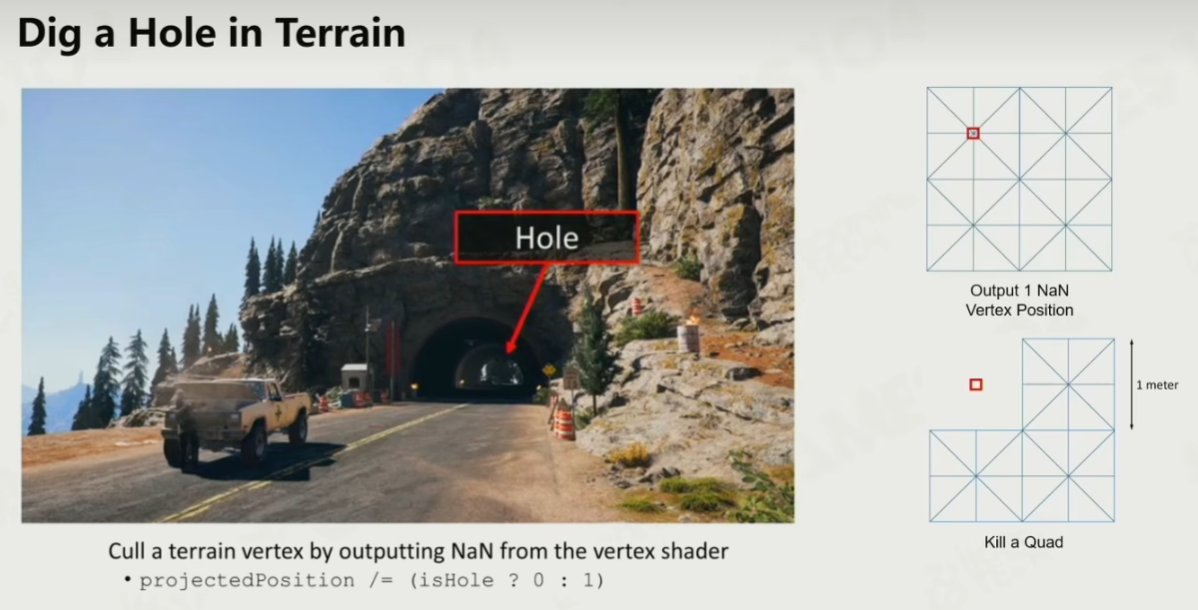 Dig a Hole in Terrain
Hole
Output 1 NaN
Vertex Position
1 meter
Kill a Quad
Cull a terrain vertex by outputting NaN from the vertex shader
• projectedPosition /= (isHole ? 0 : 1)